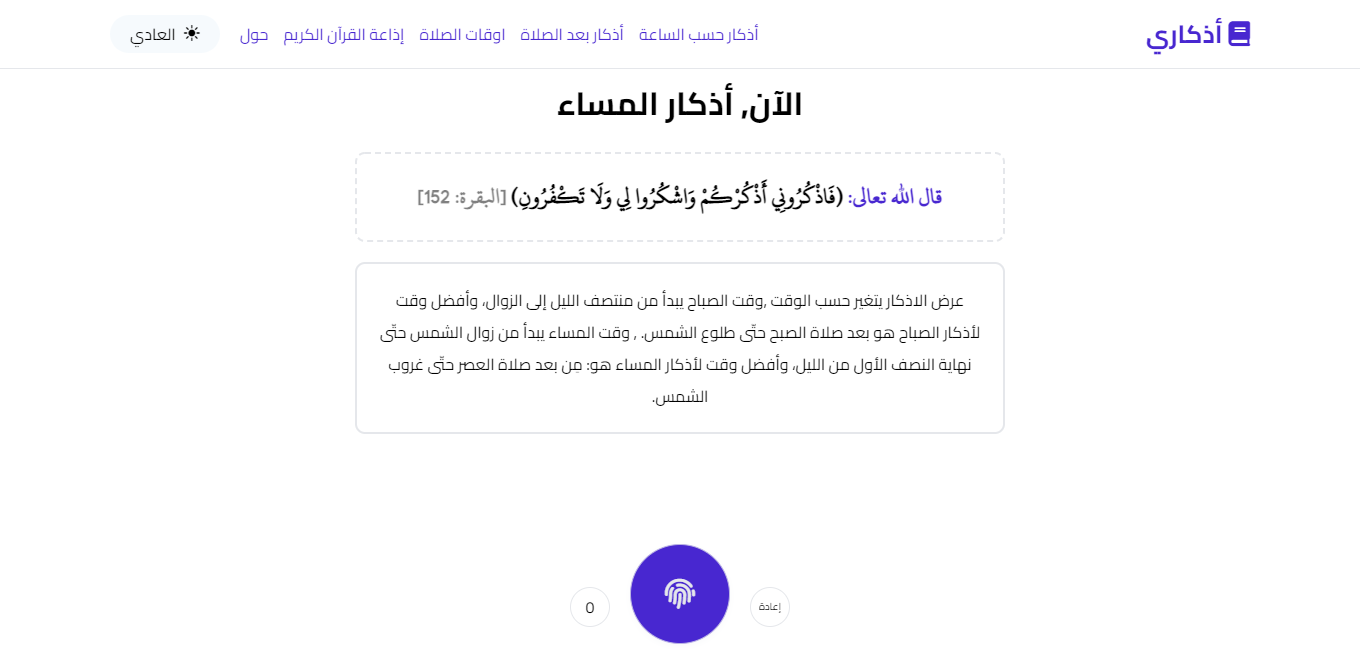 أذكاري
أذكار حسب الساعة أذكار بعد الصلاة اوقات الصلاة إذاعة القرآن الكريم حول
العادي
الآن, أذكار المساء
قال الله تعالى: (فَاذْكُرُونِي أَذْكُرْكُمْ وَاشْكُرُوا لِي وَلَا تَكْفُرُونِ) [البقرة: 152]
عرض الاذكار يتغير حسب الوقت ,وقت الصباح يبدأ من منتصف الليل إلى الزوال، وأفضل وقت
لأذكار الصباح هو بعد صلاة الصبح حتّى طلوع الشمس. , وقت المساء يبدأ من زوال الشمس حتّى
نهاية النصف الأول من الليل، وأفضل وقت لأذكار المساء هو: مِن بعد صلاة العصر حتّى غروب
الشمس.
إعادة
0